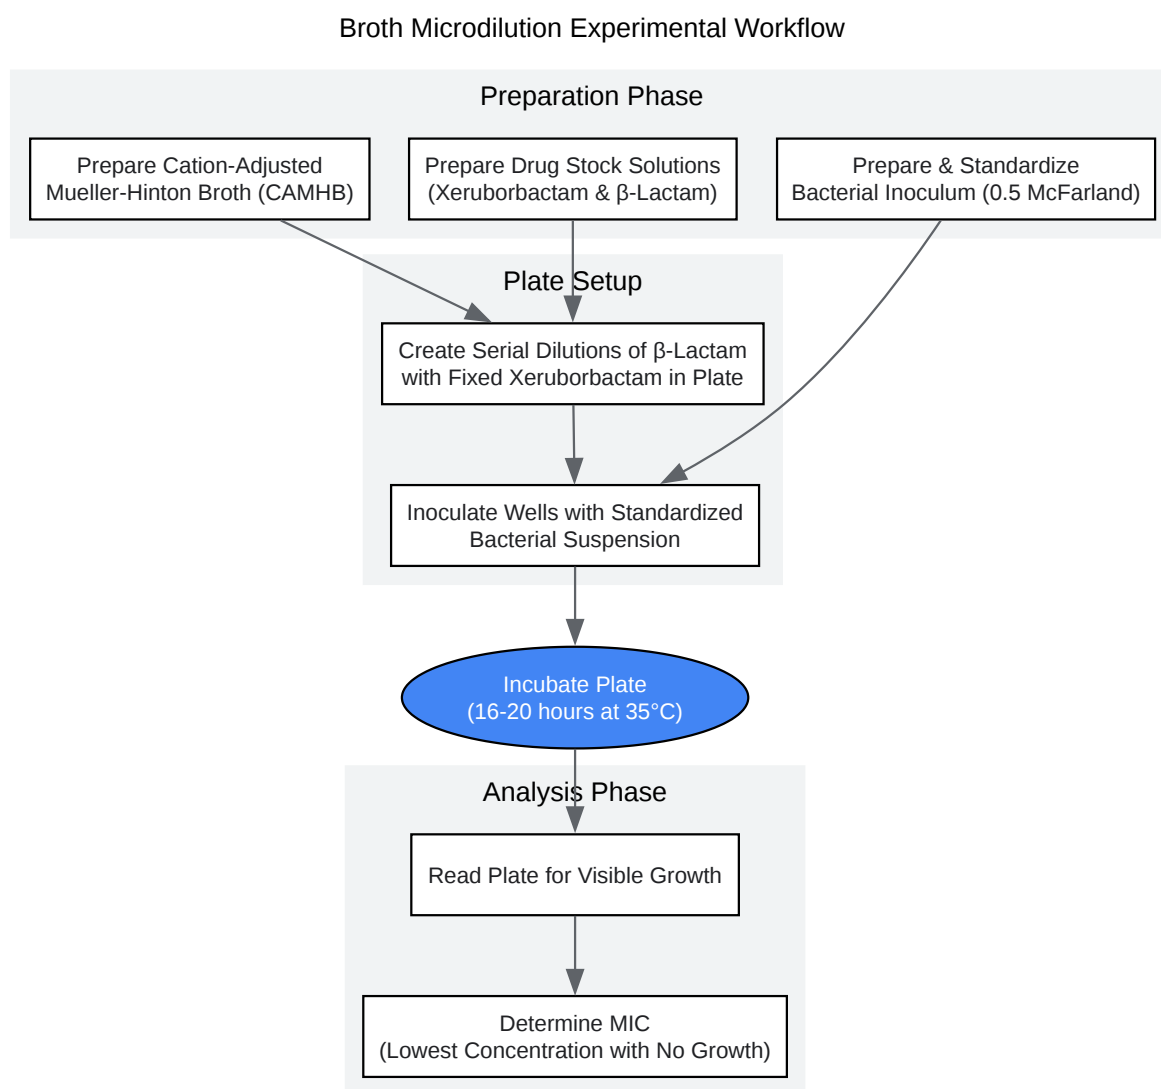 Broth Microdilution Experimental Workflow
Preparation Phase
Prepare Cation-Adjusted
Mueller-Hinton Broth (CAMHB)
Prepare Drug Stock Solutions
(Xeruborbactam & β-Lactam)
Prepare & Standardize
Bacterial Inoculum (0.5 McFarland)
Plate Setup
Create Serial Dilutions of β-Lactam
with Fixed Xeruborbactam in Plate
Inoculate Wells with Standardized
Bacterial Suspension
Incubate Plate
(16-20 hours at 35°C)
Analysis Phase
Read Plate for Visible Growth
Determine MIC
(Lowest Concentration with No Growth)